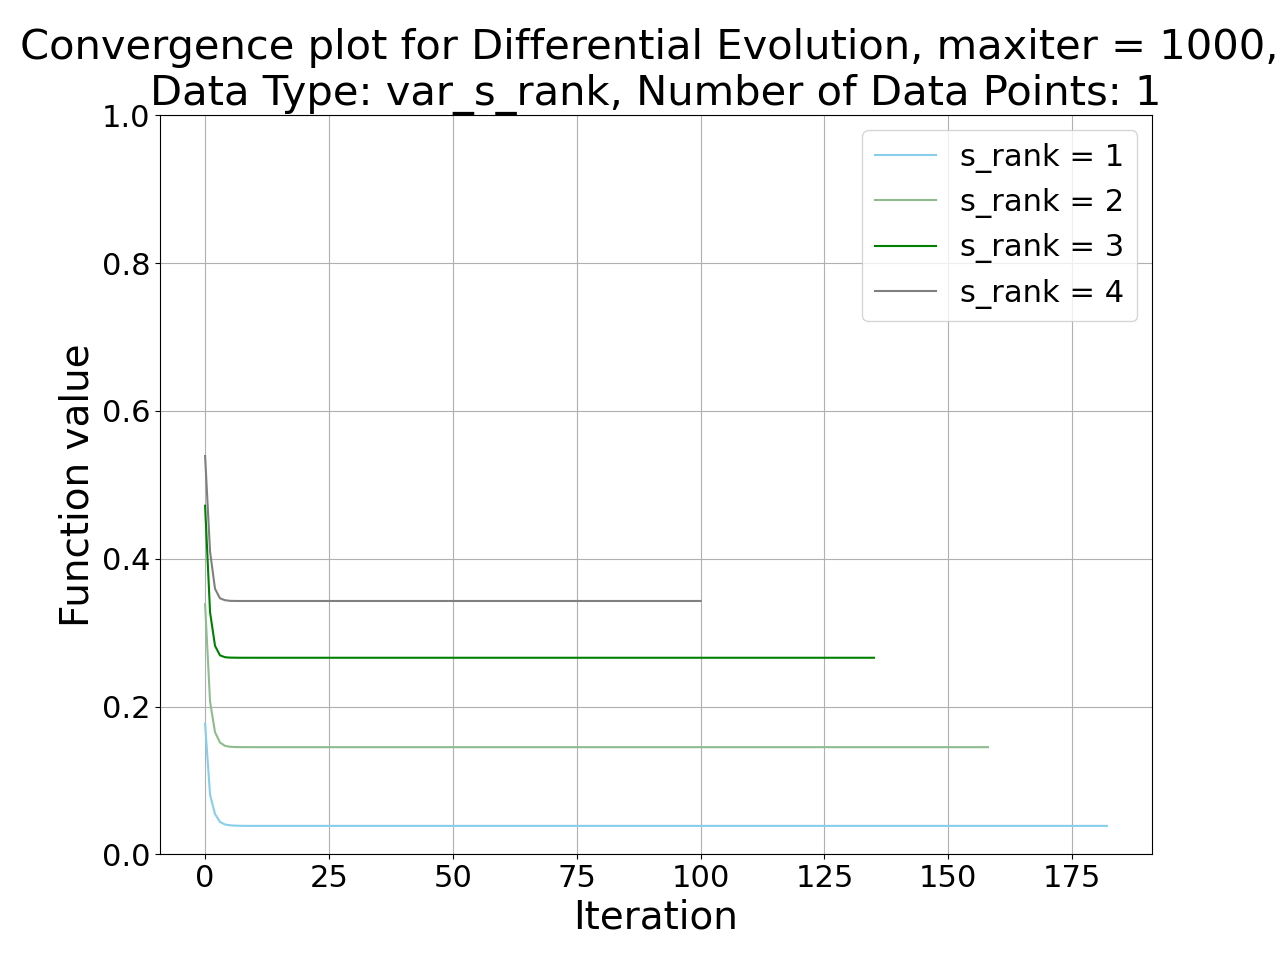 Convergence plot for Differential Evolution, maxiter = 1000,
Data Type: var_s_rank, Number of Data Points: 1
1.0
0.8
0.6
0.4
0.2
0.0
Function value
s_rank = 1
s_rank = 2
s_rank = 3
s_rank = 4
0 25 50 75 100 125 150 175
Iteration